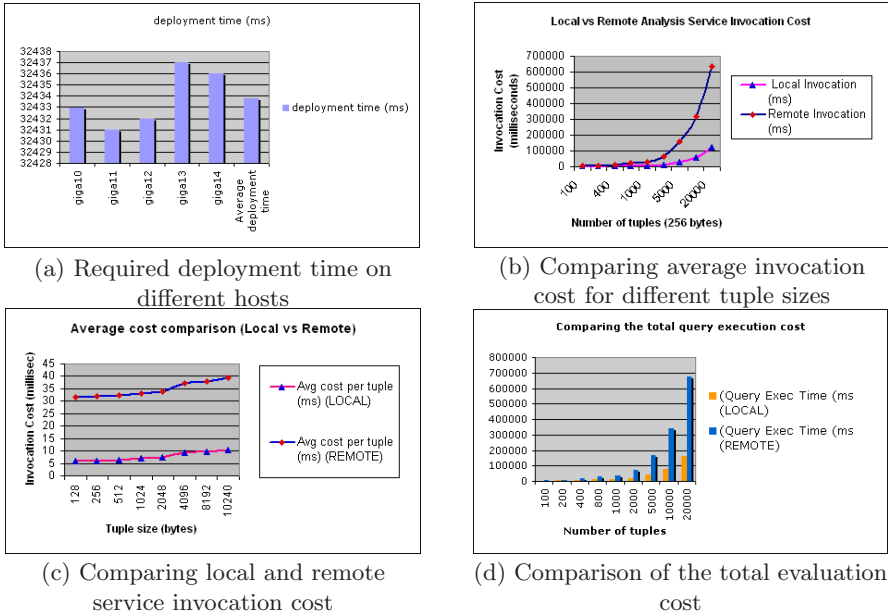 deployment time (ms)
32438
32437
32436
32435
32434
32433
32432
32431
32430
32429
32428
giga10
giga11
giga12
giga13
giga14
Average
deployment
time
deployment time (ms)
(a) Required deployment time on
different hosts
Local vs Remote Analysis Service Invocation Cost
Invocation Cost
(milliseconds)
700000
600000
500000
400000
300000
200000
100000
0
100
400
1000
5000
20000
Number of tuples (256 bytes)
Local Invocation
(ms)
Remote Invocation
(ms)
(b) Comparing average invocation
cost for different tuple sizes
Average cost comparison (Local vs Remote)
Invocation Cost (millisec)
45
40
35
30
25
20
15
10
5
0
128
256
512
1024
2048
4096
8192
10240
Tuple size (bytes)
Avg cost per tuple
(ms) (LOCAL)
Avg cost per tuple
(ms) (REMOTE)
(c) Comparing local and remote
service invocation cost
Comparing the total query execution cost
800000
700000
600000
500000
400000
300000
200000
100000
0
100
200
400
800
1000
2000
5000
10000
20000
Number of tuples
(Query Exec Time (ms
(LOCAL)
(Query Exec Time (ms
(REMOTE)
(d) Comparison of the total evaluation
cost